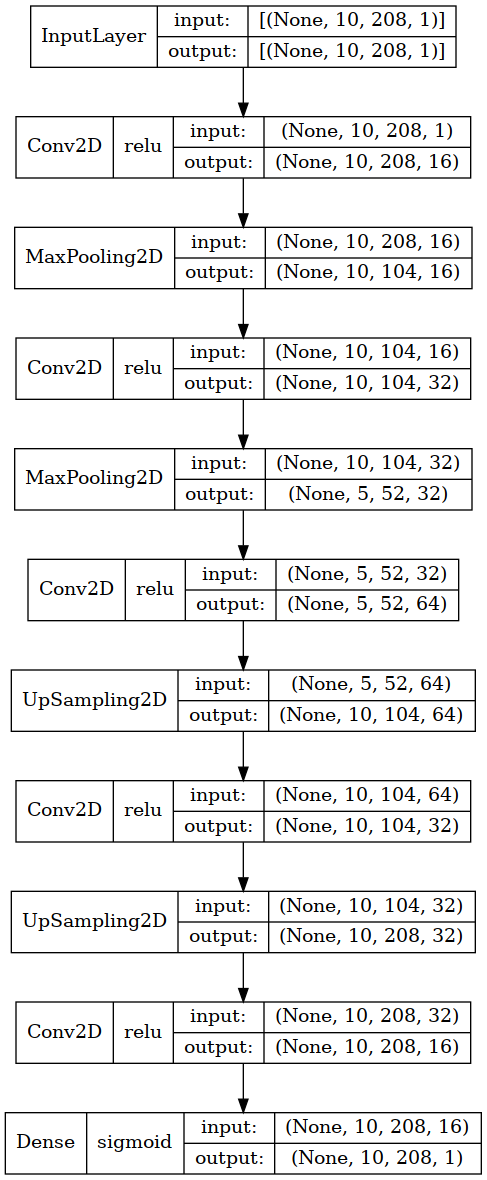 InputLayer
input:
[(None, 10, 208, 1)]
output:
[(None, 10, 208, 1)]
Conv2D
relu
input:
(None, 10, 208, 1)
output:
(None, 10, 208, 16)
MaxPooling2D
input:
(None, 10, 208, 16)
output:
(None, 10, 104, 16)
Conv2D
relu
input:
(None, 10, 104, 16)
output:
(None, 10, 104, 32)
MaxPooling2D
input:
(None, 10, 104, 32)
output:
(None, 5, 52, 32)
Conv2D
relu
input:
(None, 5, 52, 32)
output:
(None, 5, 52, 64)
UpSampling2D
input:
(None, 5, 52, 64)
output:
(None, 10, 104, 64)
Conv2D
relu
input:
(None, 10, 104, 64)
output:
(None, 10, 104, 32)
UpSampling2D
input:
(None, 10, 104, 32)
output:
(None, 10, 208, 32)
Conv2D
relu
input:
(None, 10, 208, 32)
output:
(None, 10, 208, 16)
Dense
sigmoid
input:
(None, 10, 208, 16)
output:
(None, 10, 208, 1)